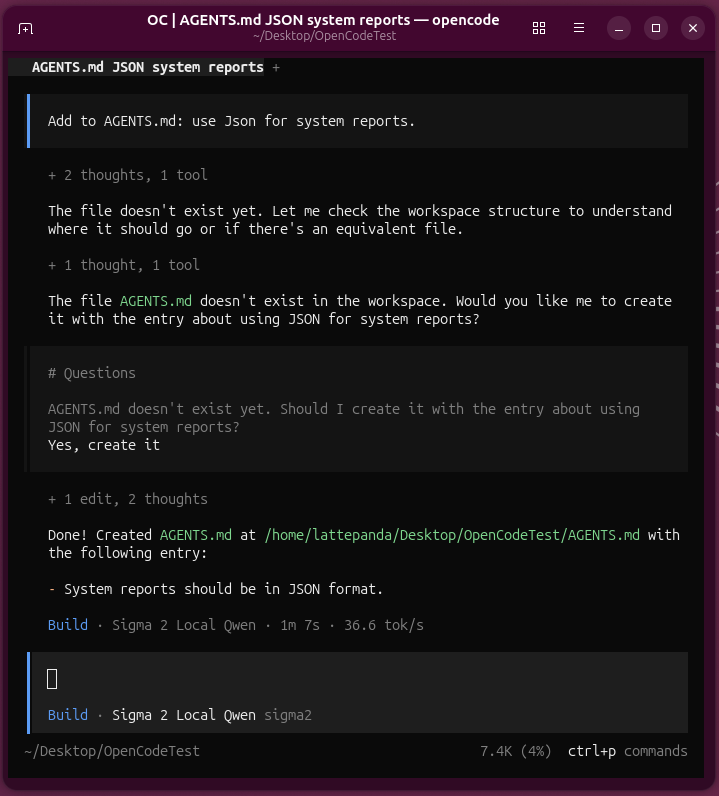 OC | AGENTS.md JSON system reports — opencode
~/Desktop/OpenCodeTest
AGENTS.md JSON system reports +
Add to AGENTS.md: use Json for system reports.
+ 2 thoughts, 1 tool
The file doesn't exist yet. Let me check the workspace structure to understand
where it should go or if there's an equivalent file.
+ 1 thought, 1 tool
The file AGENTS.md doesn't exist in the workspace. Would you like me to create
it with the entry about using JSON for system reports?
# Questions
AGENTS.md doesn't exist yet. Should I create it with the entry about using
JSON for system reports?
Yes, create it
+ 1 edit, 2 thoughts
Done! Created AGENTS.md at /home/lattepanda/Desktop/OpenCodeTest/AGENTS.md with
the following entry:
- System reports should be in JSON format.
Build · Sigma 2 Local Qwen · 1m 7s · 36.6 tok/s
Build · Sigma 2 Local Qwen sigma2
~/Desktop/OpenCodeTest 7.4K (4%) ctrl+p commands